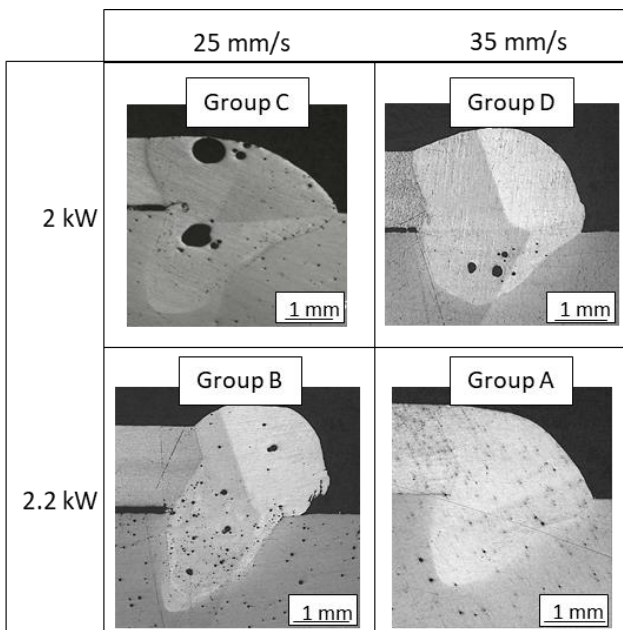 25 mm/s 35 mm/s
Group C Group D
2 kW
1 mm 1 mm
Group B Group A
2.2 kW
1 mm 1 mm